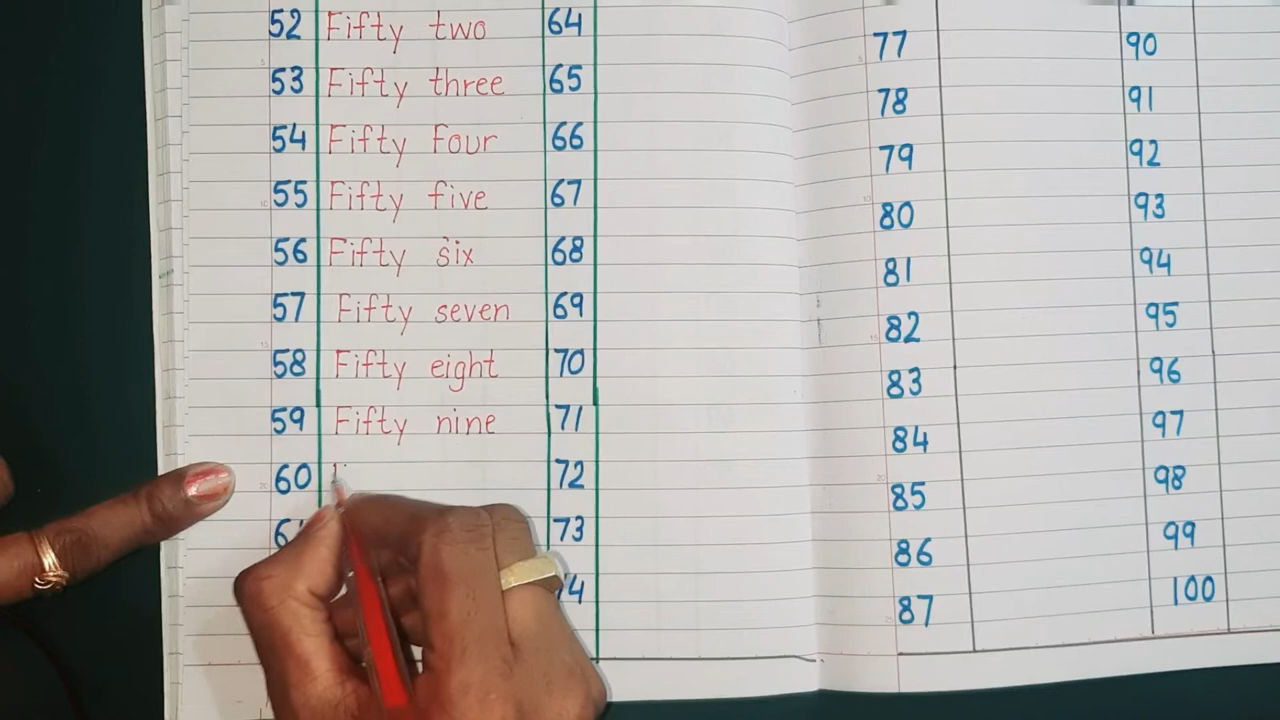 52 Fifty two 64
53 Fifty three 65
54 Fifty Four 66
55 Fifty five 67
56 Fifty six 68
57 Fifty seven 69
58 Fifty eight 70
59 Fifty nine 71
60 72
73
77 90
78 91
79 92
80 93
81 94
82 95
83 96
84 97
85 98
86 99
87 100